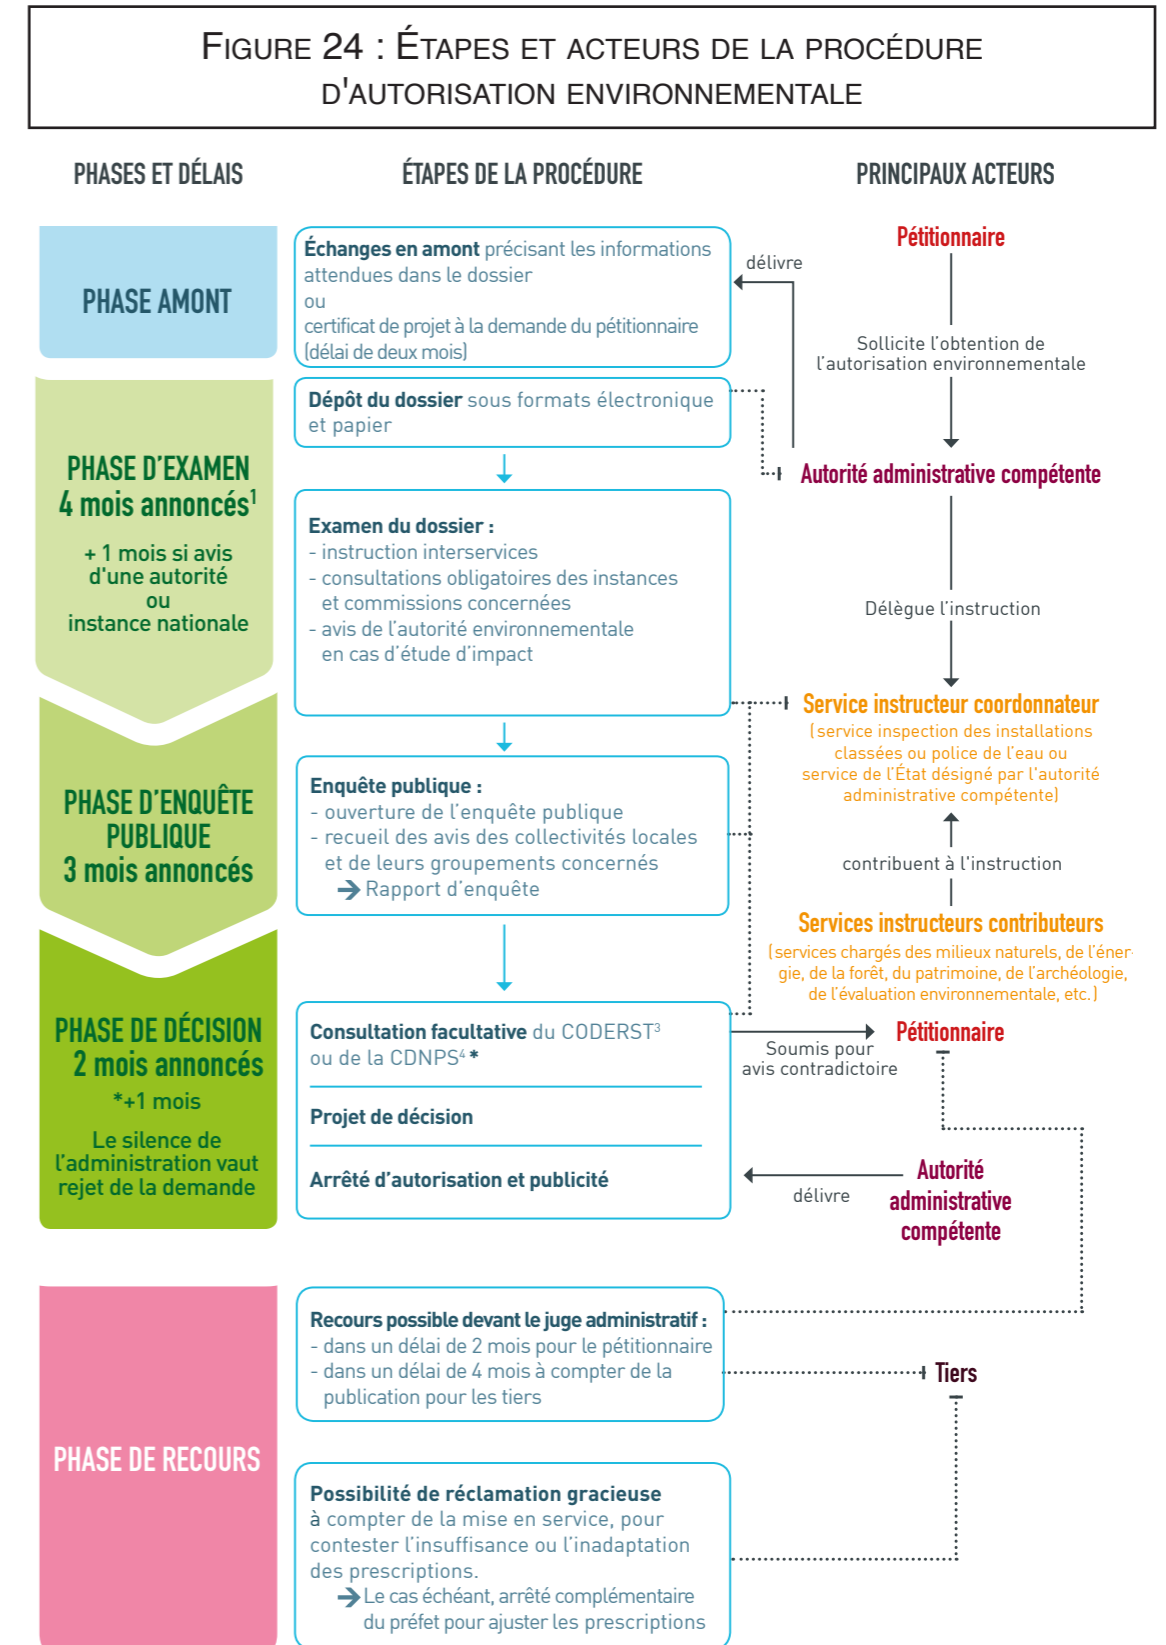 FIGURE 24 : ÉTAPES ET ACTEURS DE LA PROCÉDURE
D'AUTORISATION ENVIRONNEMENTALE
PHASES ET DÉLAIS
ÉTAPES DE LA PROCÉDURE
PRINCIPAUX ACTEURS
PHASE AMONT
Échanges en amont précisant les informations
attendues dans le dossier
ou
certificat de projet à la demande du pétitionnaire
(délai de deux mois)
délivre
Pétitionnaire
Sollicite l'obtention de
l'autorisation environnementale
PHASE D'EXAMEN
4 mois annoncés¹
+ 1 mois si avis
d'une autorité
ou
instance nationale
Dépôt du dossier sous formats électronique
et papier
Autorité administrative compétente
Examen du dossier :
- instruction interservices
- consultations obligatoires des instances
et commissions concernées
- avis de l'autorité environnementale
en cas d'étude d'impact
Délègue l'instruction
Service instructeur coordonnateur
(service inspection des installations
classées ou police de l'eau ou
service de l'État désigné par l'autorité
administrative compétente)
PHASE D'ENQUÊTE
PUBLIQUE
3 mois annoncés
Enquête publique :
- ouverture de l'enquête publique
- recueil des avis des collectivités locales
et de leurs groupements concernés
→ Rapport d'enquête
contribuent à l'instruction
Services instructeurs contributeurs
(services chargés des milieux naturels, de l'éner-
gie, de la forêt, du patrimoine, de l'archéologie,
de l'évaluation environnementale, etc.)
PHASE DE DÉCISION
2 mois annoncés
*+1 mois
Le silence de
l'administration vaut
rejet de la demande
Consultation facultative du CODERST³
ou de la CDNPS⁴ *
Projet de décision
Arrêté d'autorisation et publicité
Soumis pour
avis contradictoire
Pétitionnaire
délivre
Autorité
administrative
compétente
PHASE DE RECOURS
Recours possible devant le juge administratif :
- dans un délai de 2 mois pour le pétitionnaire
- dans un délai de 4 mois à compter de la
publication pour les tiers
Tiers
Possibilité de réclamation gracieuse
à compter de la mise en service, pour
contester l'insuffisance ou l'inadaptation
des prescriptions.
→ Le cas échéant, arrêté complémentaire
du préfet pour ajuster les prescriptions